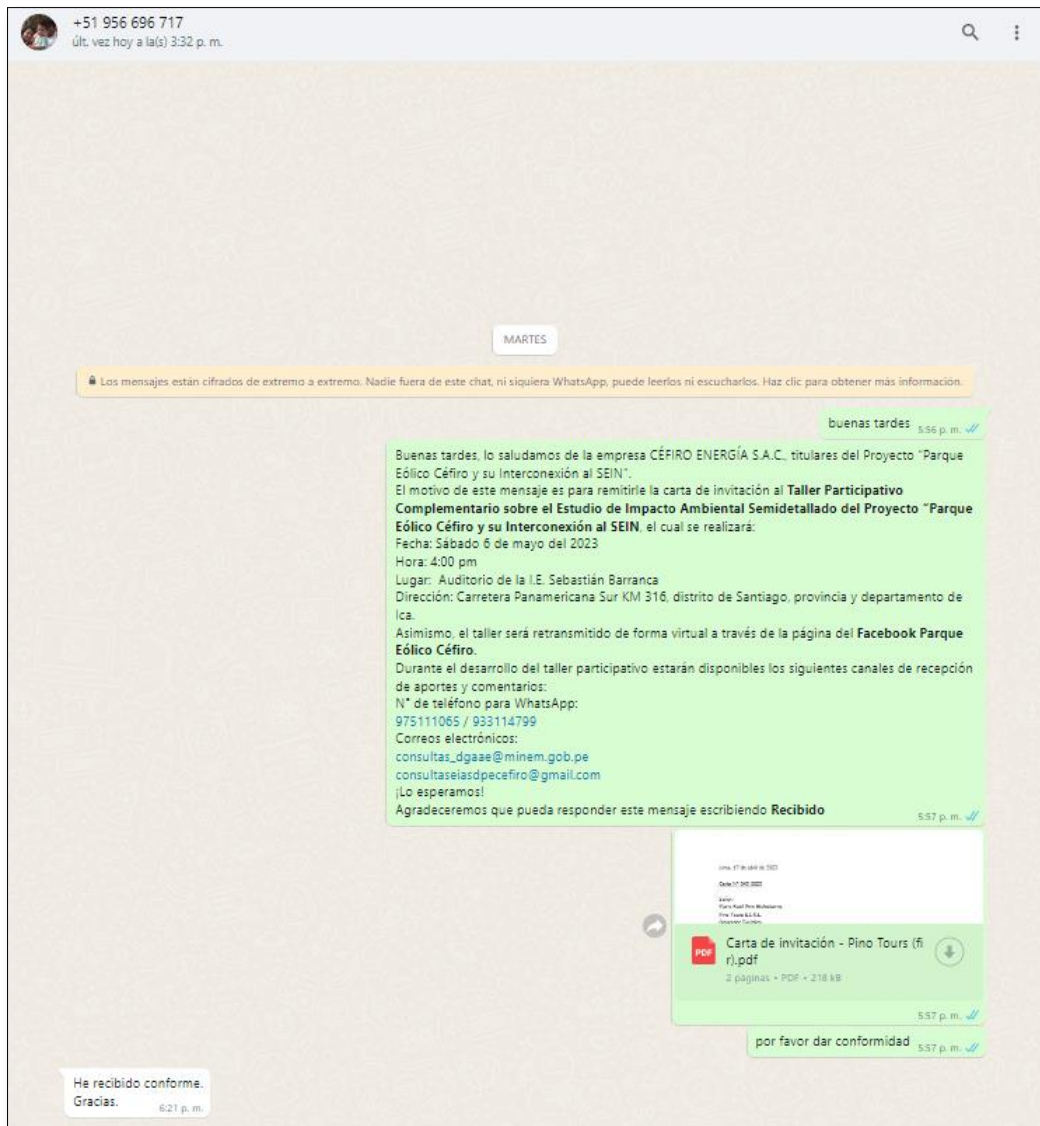 +51 956 696 717
últ. vez hoy a la(s) 3:32 p. m.
MARTES
Los mensajes están cifrados de extremo a extremo. Nadie fuera de este chat, ni siquiera WhatsApp, puede leerlos ni escucharlos. Haz clic para obtener más información.
buenas tardes 5:56 p. m.
Buenas tardes, lo saludamos de la empresa CÉFIRO ENERGÍA S.A.C., titulares del Proyecto "Parque
Eólico Céfiro y su Interconexión al SEIN".
El motivo de este mensaje es para remitirle la carta de invitación al Taller Participativo
Complementario sobre el Estudio de Impacto Ambiental Semidetallado del Proyecto "Parque
Eólico Céfiro y su Interconexión al SEIN, el cual se realizará:
Fecha: Sábado 6 de mayo del 2023
Hora: 4:00 pm
Lugar: Auditorio de la I.E. Sebastián Barranca
Dirección: Carretera Panamericana Sur KM 316, distrito de Santiago, provincia y departamento de
Ica.
Asimismo, el taller será retransmitido de forma virtual a través de la página del Facebook Parque
Eólico Céfiro.
Durante el desarrollo del taller participativo estarán disponibles los siguientes canales de recepción
de aportes y comentarios:
N° de teléfono para WhatsApp:
975111065 / 933114799
Correos electrónicos:
consultas_dgaae@minem.gob.pe
consultaseiasdpecefiro@gmail.com
¡Lo esperamos!
Agradeceremos que pueda responder este mensaje escribiendo Recibido
5:57 p. m.
PDF
Carta de invitación - Pino Tours (fi
r).pdf
2 páginas • PDF • 218 kB
5:57 p. m.
por favor dar conformidad 5:57 p. m.
He recibido conforme.
Gracias.
6:21 p. m.